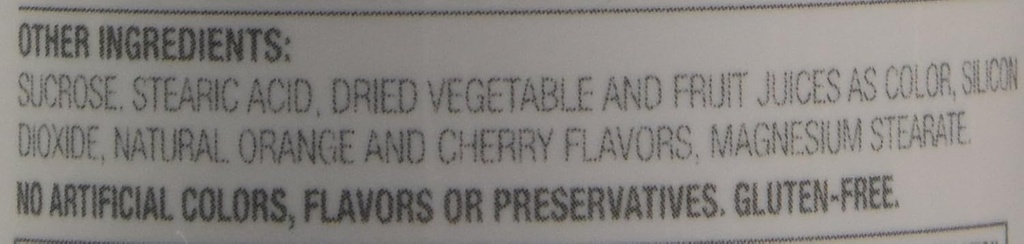 OTHER INGREDIENTS:
SUCROSE, STEARIC ACID, DRIED VEGETABLE AND FRUIT JUICES AS COLOR, SILICON
DIOXIDE, NATURAL ORANGE AND CHERRY FLAVORS, MAGNESIUM STEARATE.
NO ARTIFICIAL COLORS, FLAVORS OR PRESERVATIVES. GLUTEN-FREE.